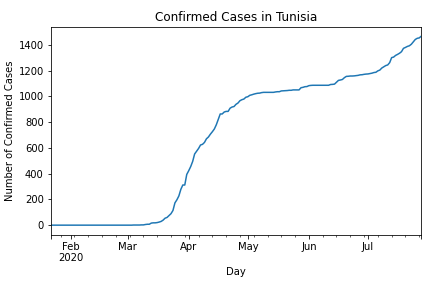 Confirmed Cases in Tunisia
Number of Confirmed Cases
1400
1200
1000
800
600
400
200
0
Feb
2020
Mar
Apr
May
Jun
Jul
Day